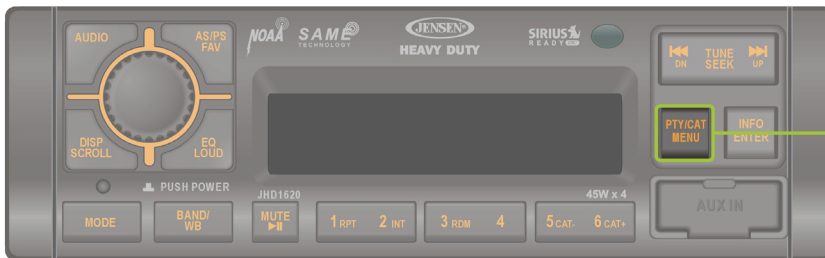 AUDIO
AS/PS
FAV
DISP
SCROLL
EQ
LOUD
NOAA
SAME
TECHNOLOGY
JENSEN®
HEAVY DUTY
SIRIUS
READY
DN
TUNE
SEEK
UP
PTY/CAT
MENU
INFO
ENTER
PUSH POWER
JHD1620
45W x 4
MODE
BAND/
WB
MUTE
1 RPT 2 INT
3 RDM 4
5 CAT- 6 CAT+
AUX IN